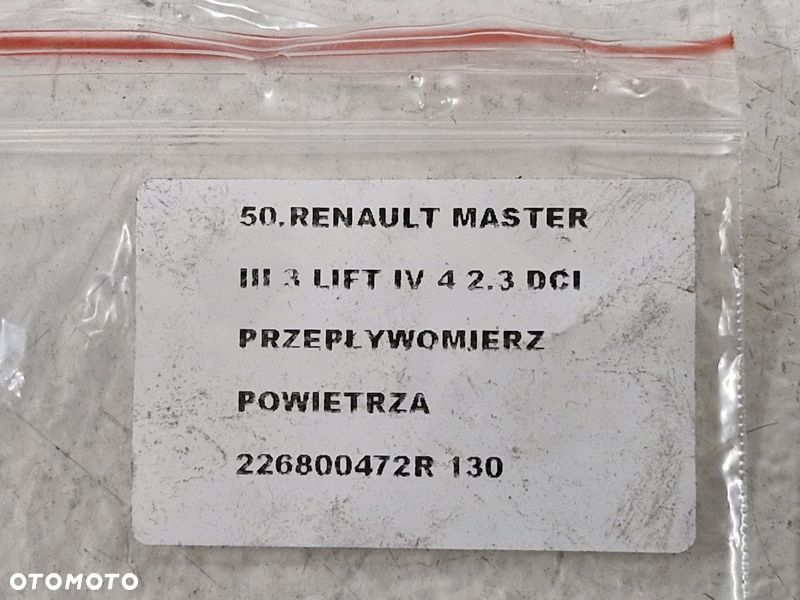 50.RENAULT MASTER
III 3 LIFT IV 4 2.3 DCI
PRZEPŁYWOMIERZ
POWIETRZA
226800472R 130
OTOMOTO